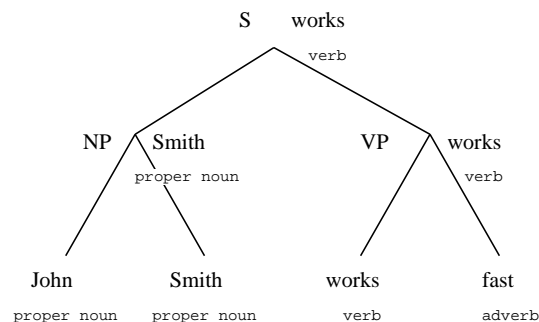 S works
verb
NP Smith VP works
proper noun verb
John Smith works fast
proper noun proper noun verb adverb